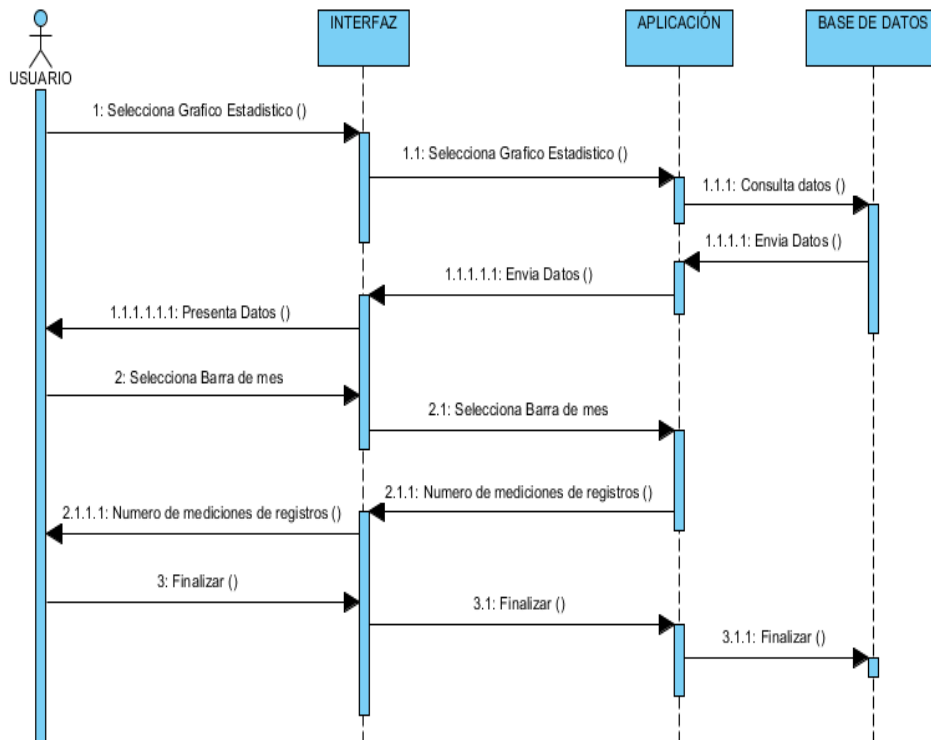 INTERFAZ
APLICACIÓN
BASE DE DATOS
USUARIO
1: Selecciona Grafico Estadistico ()
1.1: Selecciona Grafico Estadistico ()
1.1.1: Consulta datos ()
1.1.1.1: Envia Datos ()
1.1.1.1.1: Envia Datos ()
1.1.1.1.1.1: Presenta Datos ()
2: Selecciona Barra de mes
2.1: Selecciona Barra de mes
2.1.1: Numero de mediciones de registros ()
2.1.1.1: Numero de mediciones de registros ()
3: Finalizar ()
3.1: Finalizar ()
3.1.1: Finalizar ()